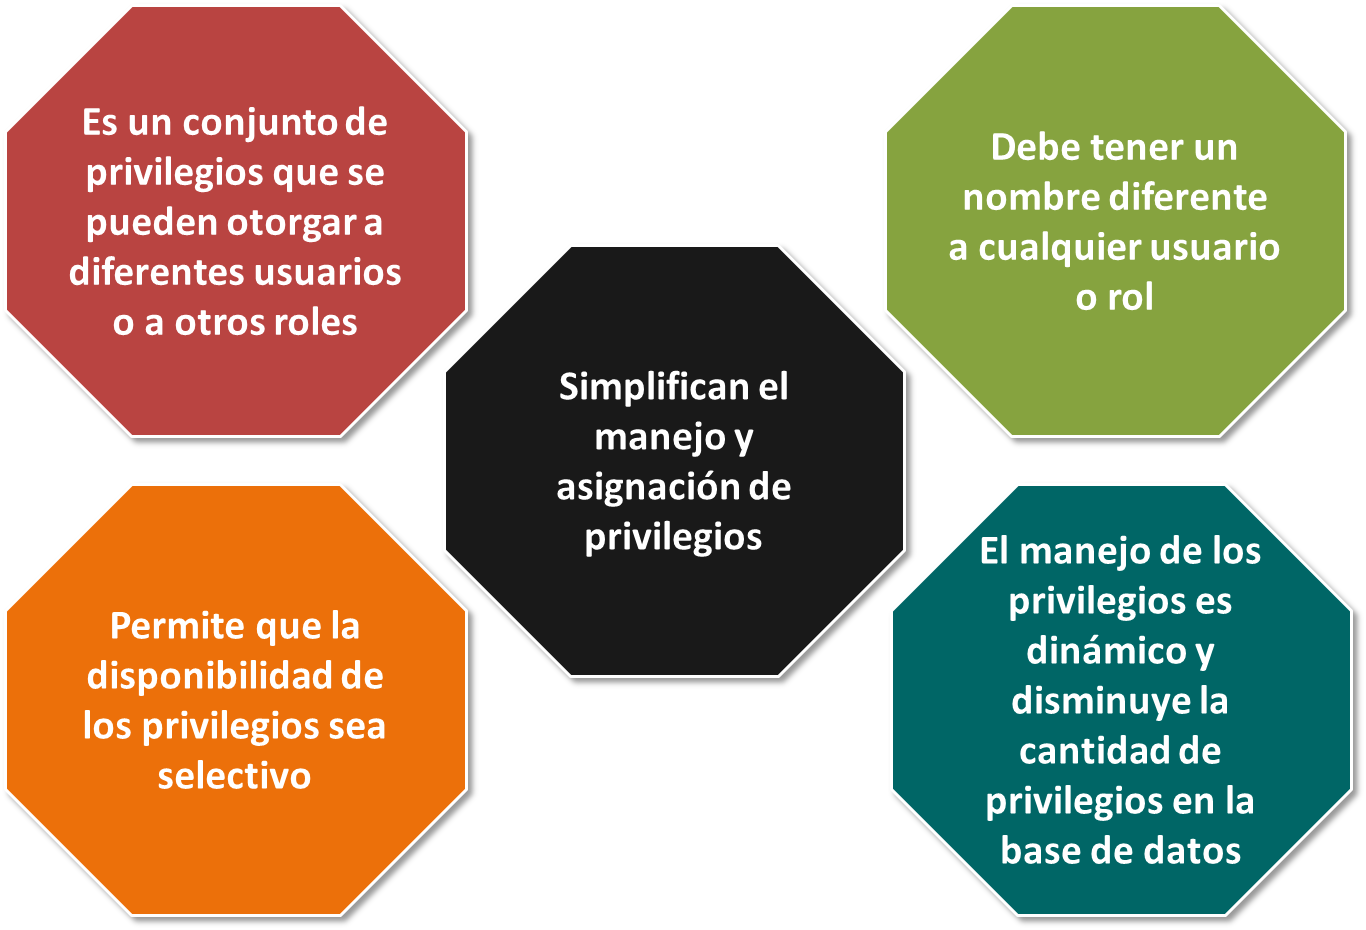 Es un conjunto de
privilegios que se
pueden otorgar a
diferentes usuarios
o a otros roles
Debe tener un
nombre diferente
a cualquier usuario
o rol
Simplifican el
manejo y
asignación de
privilegios
Permite que la
disponibilidad de
los privilegios sea
selectivo
El manejo de los
privilegios es
dinámico y
disminuye la
cantidad de
privilegios en la
base de datos